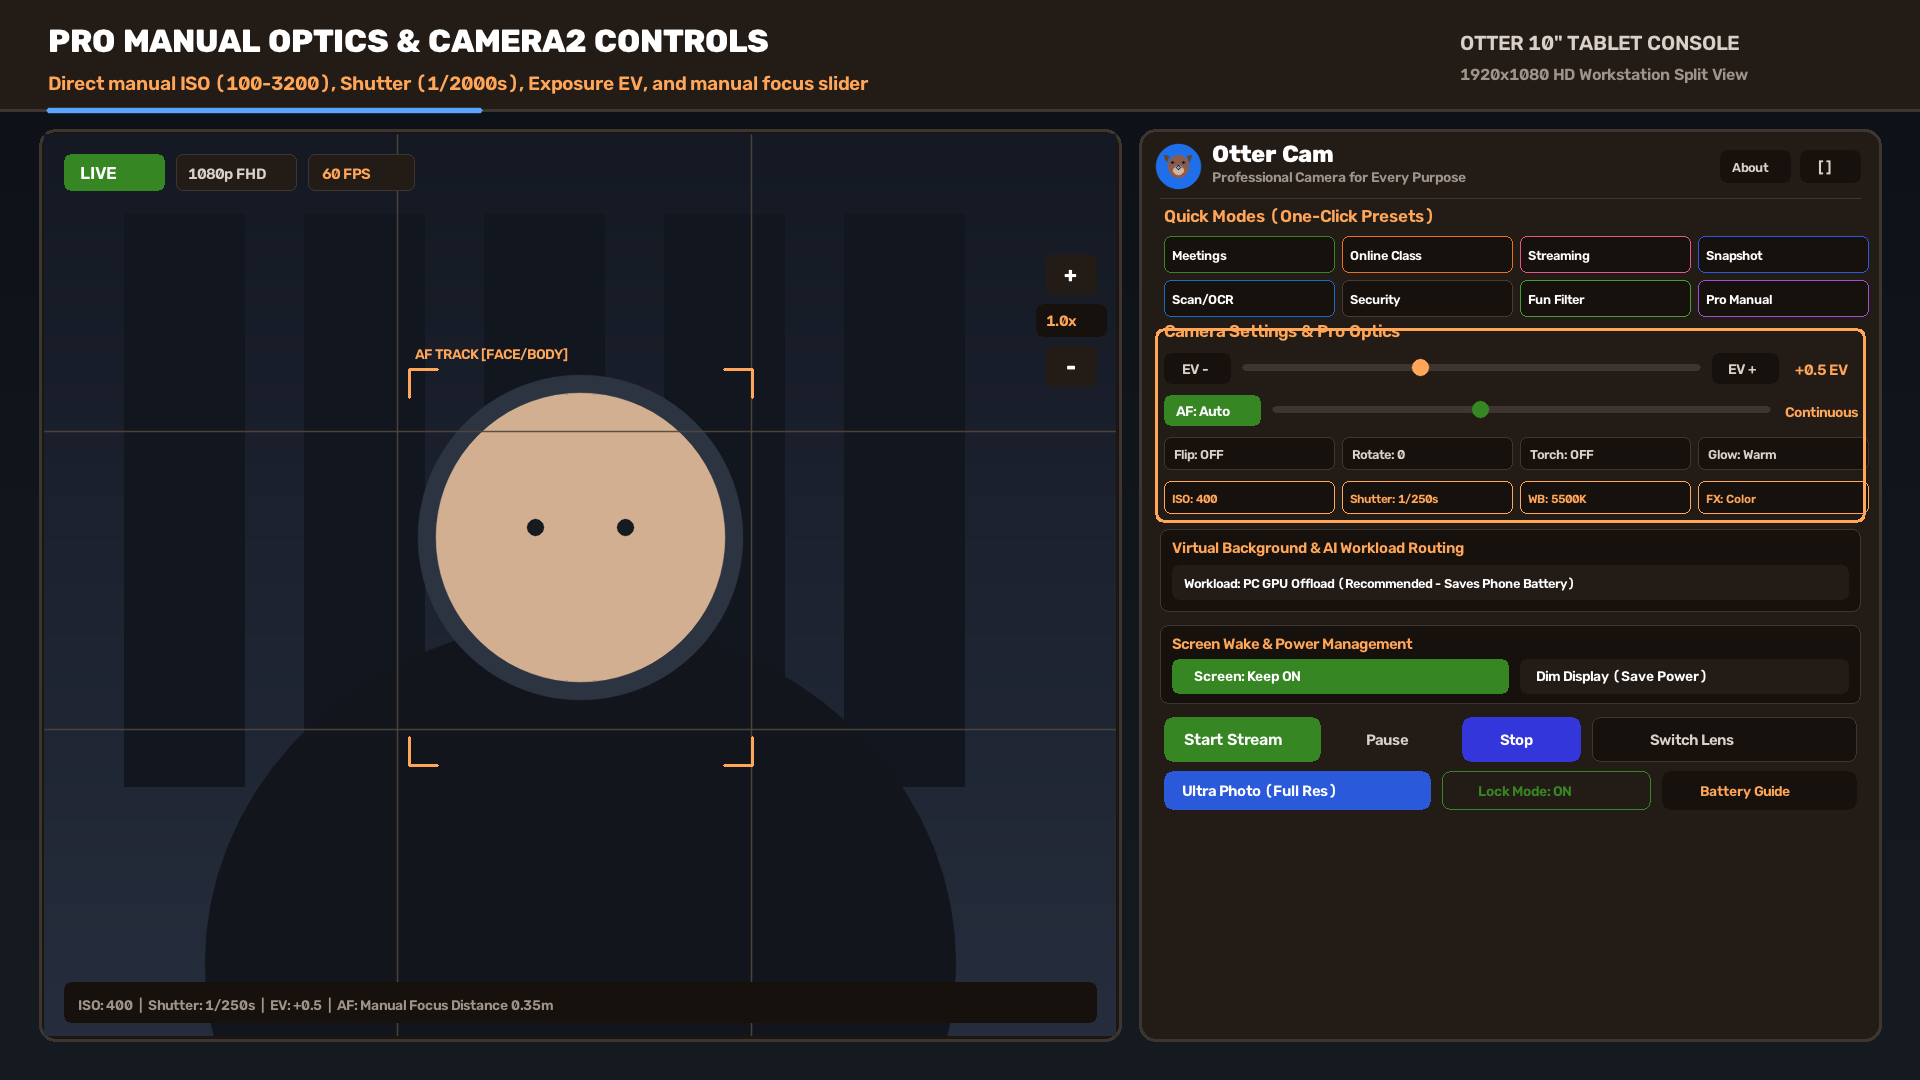 PRO MANUAL OPTICS & CAMERA2 CONTROLS
Direct manual ISO (100-3200), Shutter (1/2000s), Exposure EV, and manual focus slider
OTTER 10" TABLET CONSOLE
1920x1080 HD Workstation Split View
LIVE
1080p FHD
60 FPS
+
1.0x
-
AF TRACK [FACE/BODY]
ISO: 400 | Shutter: 1/250s | EV: +0.5 | AF: Manual Focus Distance 0.35m
Otter Cam
Professional Camera for Every Purpose
About
[ ]
Quick Modes (One-Click Presets)
Meetings
Online Class
Streaming
Snapshot
Scan/OCR
Security
Fun Filter
Pro Manual
Camera Settings & Pro Optics
EV -
EV +
+0.5 EV
AF: Auto
Continuous
Flip: OFF
Rotate: 0
Torch: OFF
Glow: Warm
ISO: 400
Shutter: 1/250s
WB: 5500K
FX: Color
Virtual Background & AI Workload Routing
Workload: PC GPU Offload (Recommended - Saves Phone Battery)
Screen Wake & Power Management
Screen: Keep ON
Dim Display (Save Power)
Start Stream
Pause
Stop
Switch Lens
Ultra Photo (Full Res)
Lock Mode: ON
Battery Guide